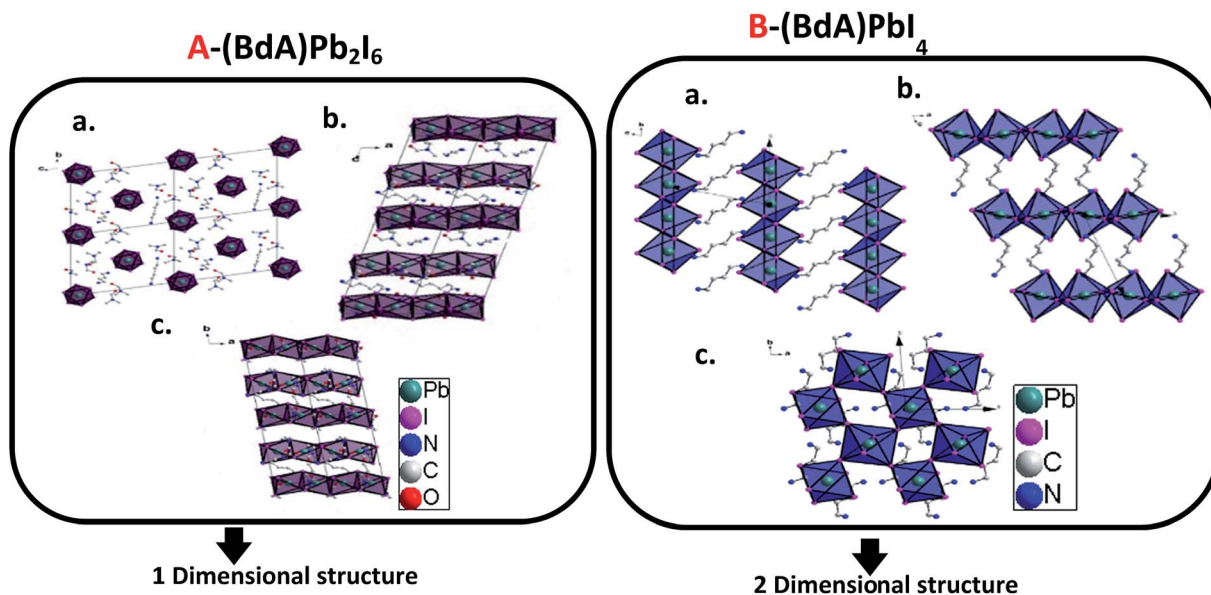 A-(BdA)Pb₂I₆
a.
b
c
b.
c
a
c.
b
a
Pb
I
N
C
O
1 Dimensional structure
B-(BdA)PbI₄
a.
b
c
b.
a
c
c.
b
a
Pb
I
C
N
2 Dimensional structure